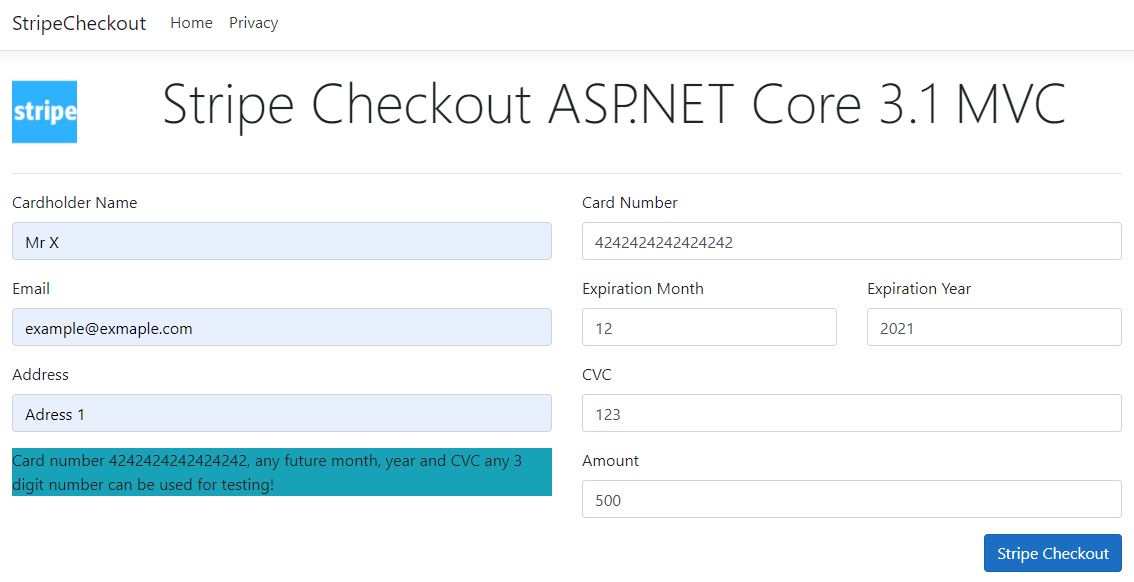 StripeCheckout Home Privacy
stripe
Stripe Checkout ASP.NET Core 3.1 MVC
Cardholder Name
Mr X
Email
example@exmaple.com
Address
Adress 1
Card number 4242424242424242, any future month, year and CVC any 3
digit number can be used for testing!
Card Number
4242424242424242
Expiration Month Expiration Year
12 2021
CVC
123
Amount
500
Stripe Checkout